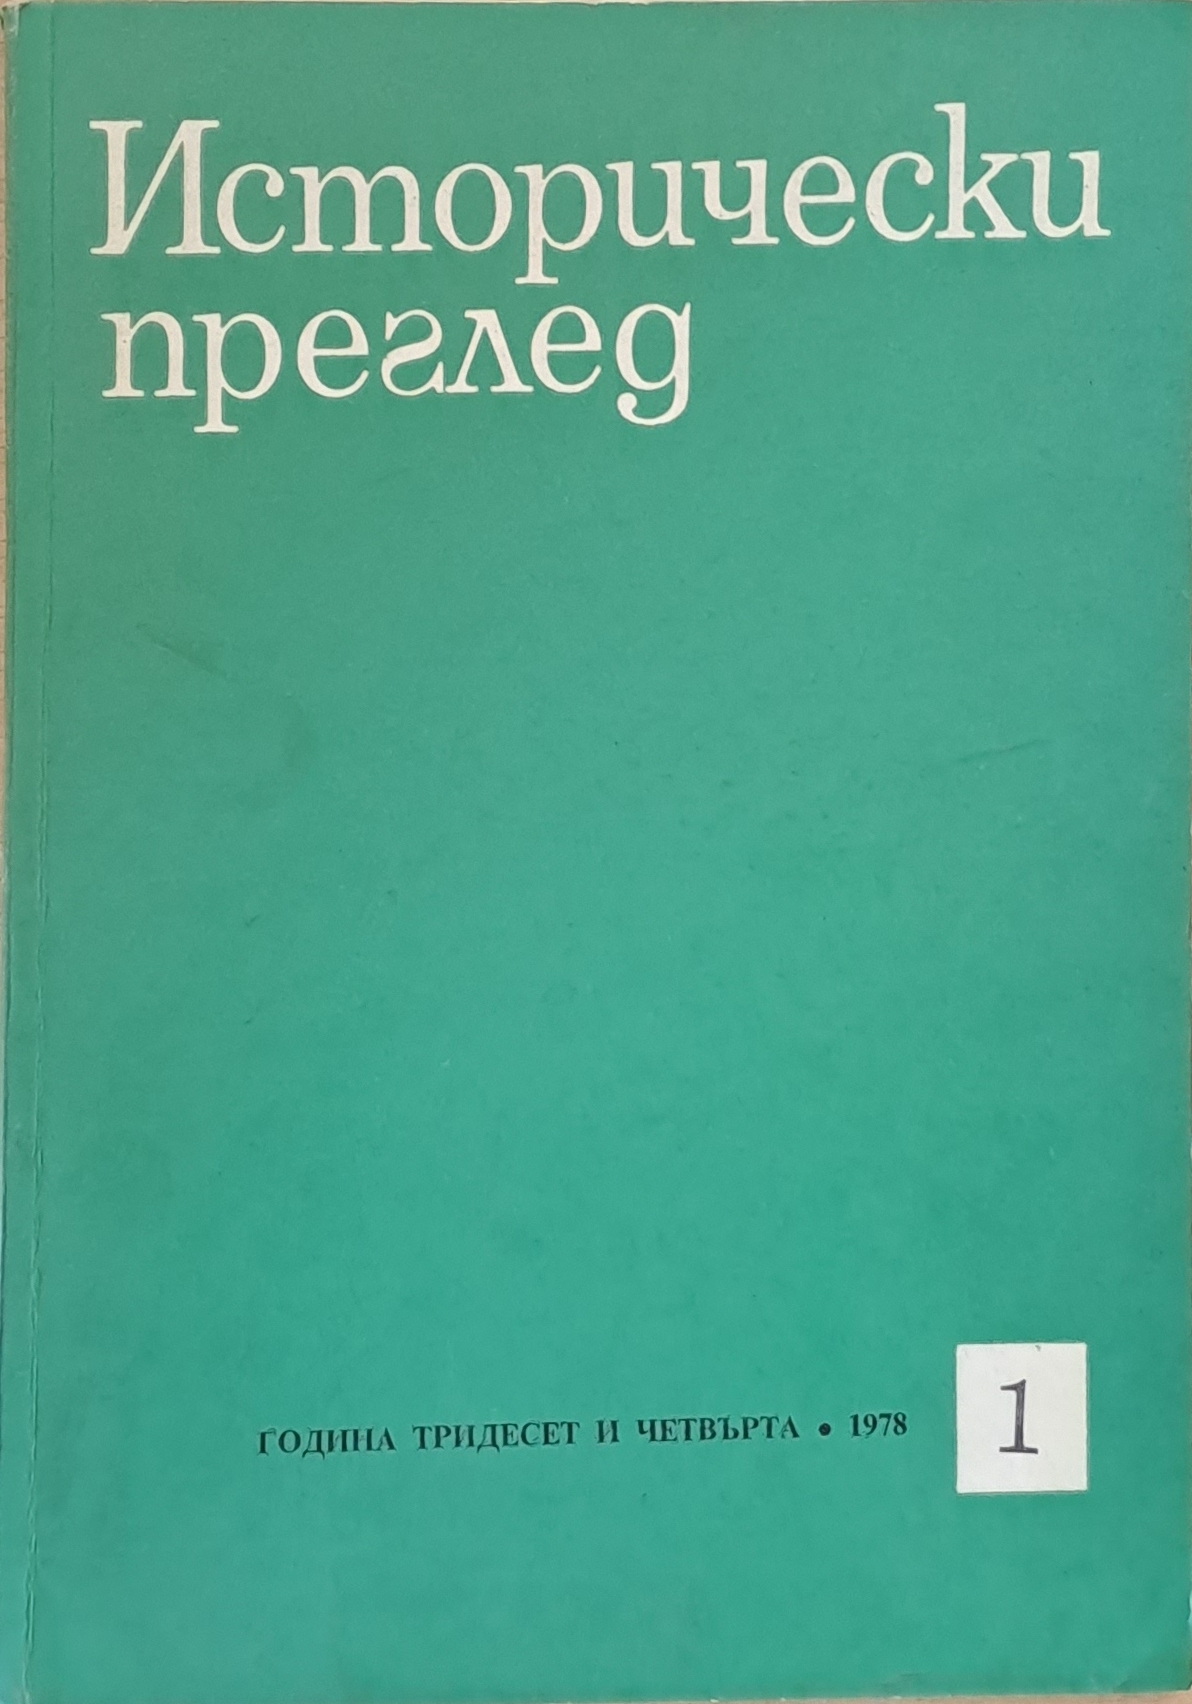 Исторически
преглед
ГОДИНА ТРИДЕСЕТ И ЧЕТВЪРТА • 1978
1